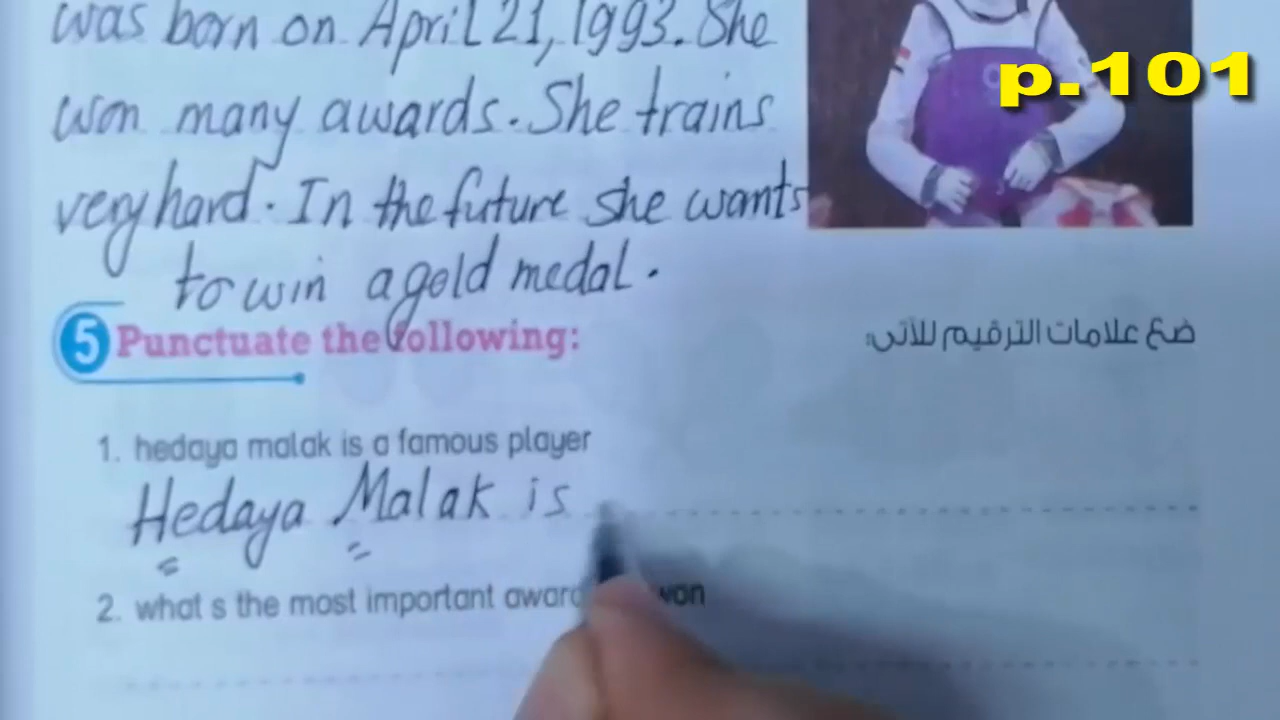 was born on April 21, 1993. She
p.101
won many awards. She trains
very hard. In the future she wants
to win a gold medal.
5 Punctuate the following:
ضع علامات الترقيم للآتى:
1. hedaya malak is a famous player
Hedaya Malak is
2. what s the most important award won